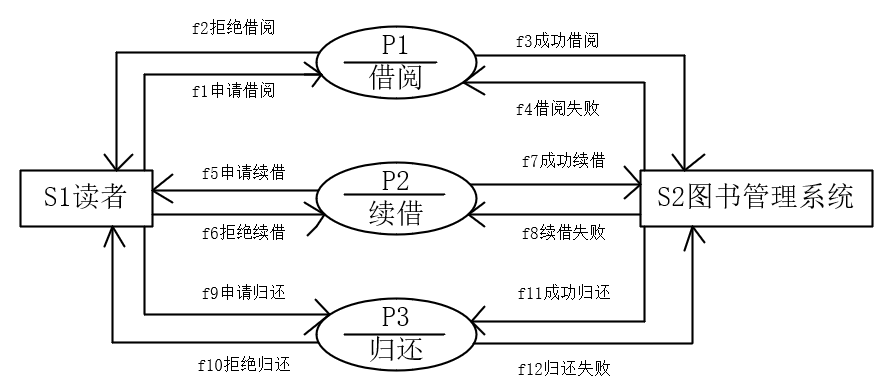 f2拒绝借阅
P1
借阅
f3成功借阅
f1申请借阅
f4借阅失败
S1读者
f5申请续借
P2
续借
f7成功续借
S2图书管理系统
f6拒绝续借
f8续借失败
f9申请归还
P3
归还
f11成功归还
f10拒绝归还
f12归还失败